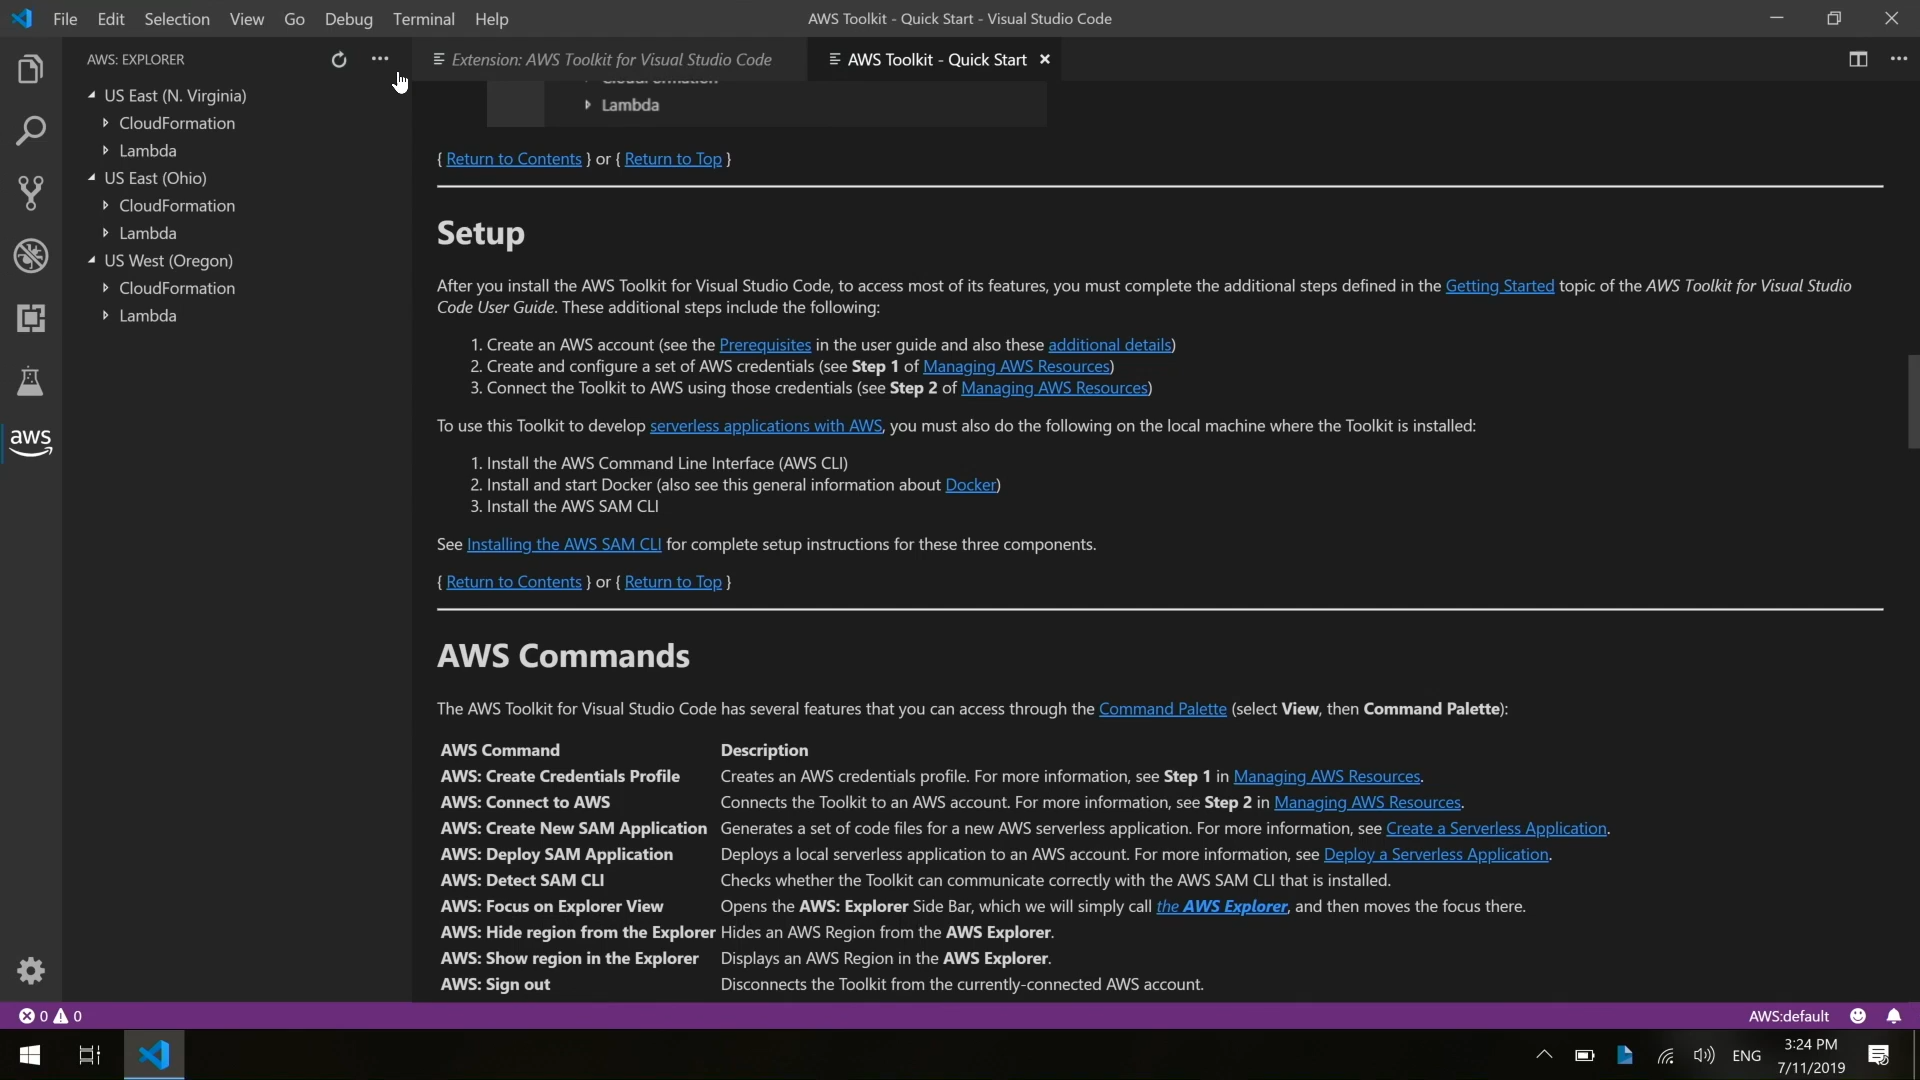 File Edit Selection View Go Debug Terminal Help
AWS Toolkit - Quick Start - Visual Studio Code
AWS: EXPLORER
Extension: AWS Toolkit for Visual Studio Code
AWS Toolkit - Quick Start
US East (N. Virginia)
CloudFormation
Lambda
US East (Ohio)
CloudFormation
Lambda
US West (Oregon)
CloudFormation
Lambda
aws
CloudFormation
Lambda
{ Return to Contents } or { Return to Top }
Setup
After you install the AWS Toolkit for Visual Studio Code, to access most of its features, you must complete the additional steps defined in the Getting Started topic of the AWS Toolkit for Visual Studio
Code User Guide. These additional steps include the following:
1. Create an AWS account (see the Prerequisites in the user guide and also these additional details)
2. Create and configure a set of AWS credentials (see Step 1 of Managing AWS Resources)
3. Connect the Toolkit to AWS using those credentials (see Step 2 of Managing AWS Resources)
To use this Toolkit to develop serverless applications with AWS, you must also do the following on the local machine where the Toolkit is installed:
1. Install the AWS Command Line Interface (AWS CLI)
2. Install and start Docker (also see this general information about Docker)
3. Install the AWS SAM CLI
See Installing the AWS SAM CLI for complete setup instructions for these three components.
{ Return to Contents } or { Return to Top }
AWS Commands
The AWS Toolkit for Visual Studio Code has several features that you can access through the Command Palette (select View, then Command Palette):
AWS Command Description
AWS: Create Credentials Profile Creates an AWS credentials profile. For more information, see Step 1 in Managing AWS Resources.
AWS: Connect to AWS Connects the Toolkit to an AWS account. For more information, see Step 2 in Managing AWS Resources.
AWS: Create New SAM Application Generates a set of code files for a new AWS serverless application. For more information, see Create a Serverless Application.
AWS: Deploy SAM Application Deploys a local serverless application to an AWS account. For more information, see Deploy a Serverless Application.
AWS: Detect SAM CLI Checks whether the Toolkit can communicate correctly with the AWS SAM CLI that is installed.
AWS: Focus on Explorer View Opens the AWS: Explorer Side Bar, which we will simply call the AWS Explorer, and then moves the focus there.
AWS: Hide region from the Explorer Hides an AWS Region from the AWS Explorer.
AWS: Show region in the Explorer Displays an AWS Region in the AWS Explorer.
AWS: Sign out Disconnects the Toolkit from the currently-connected AWS account.
0 0
AWS:default
ENG
3:24 PM
7/11/2019